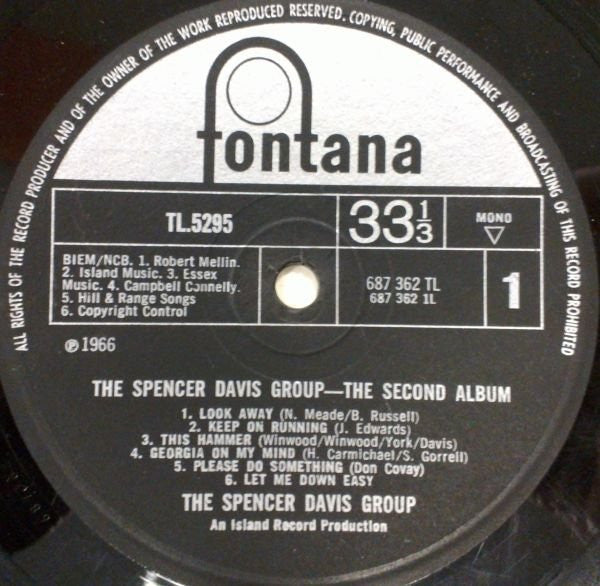 ALL RIGHTS OF THE RECORD PRODUCER AND OF THE OWNER OF THE WORK REPRODUCED RESERVED. COPYING, PUBLIC PERFORMANCE AND BROADCASTING OF THIS RECORD PROHIBITED
fontana
TL.5295
33 1/3
MONO
BIEM/NCB. 1. Robert Mellin.
2. Island Music. 3. Essex
Music. 4. Campbell Connelly.
5. Hill & Range Songs
6. Copyright Control
687 362 TL
687 362 1L
1
℗ 1966
THE SPENCER DAVIS GROUP—THE SECOND ALBUM
1. LOOK AWAY (N. Meade/B. Russell)
2. KEEP ON RUNNING (J. Edwards)
3. THIS HAMMER (Winwood/Winwood/York/Davis)
4. GEORGIA ON MY MIND (H. Carmichael/S. Gorrell)
5. PLEASE DO SOMETHING (Don Covay)
6. LET ME DOWN EASY
THE SPENCER DAVIS GROUP
An Island Record Production